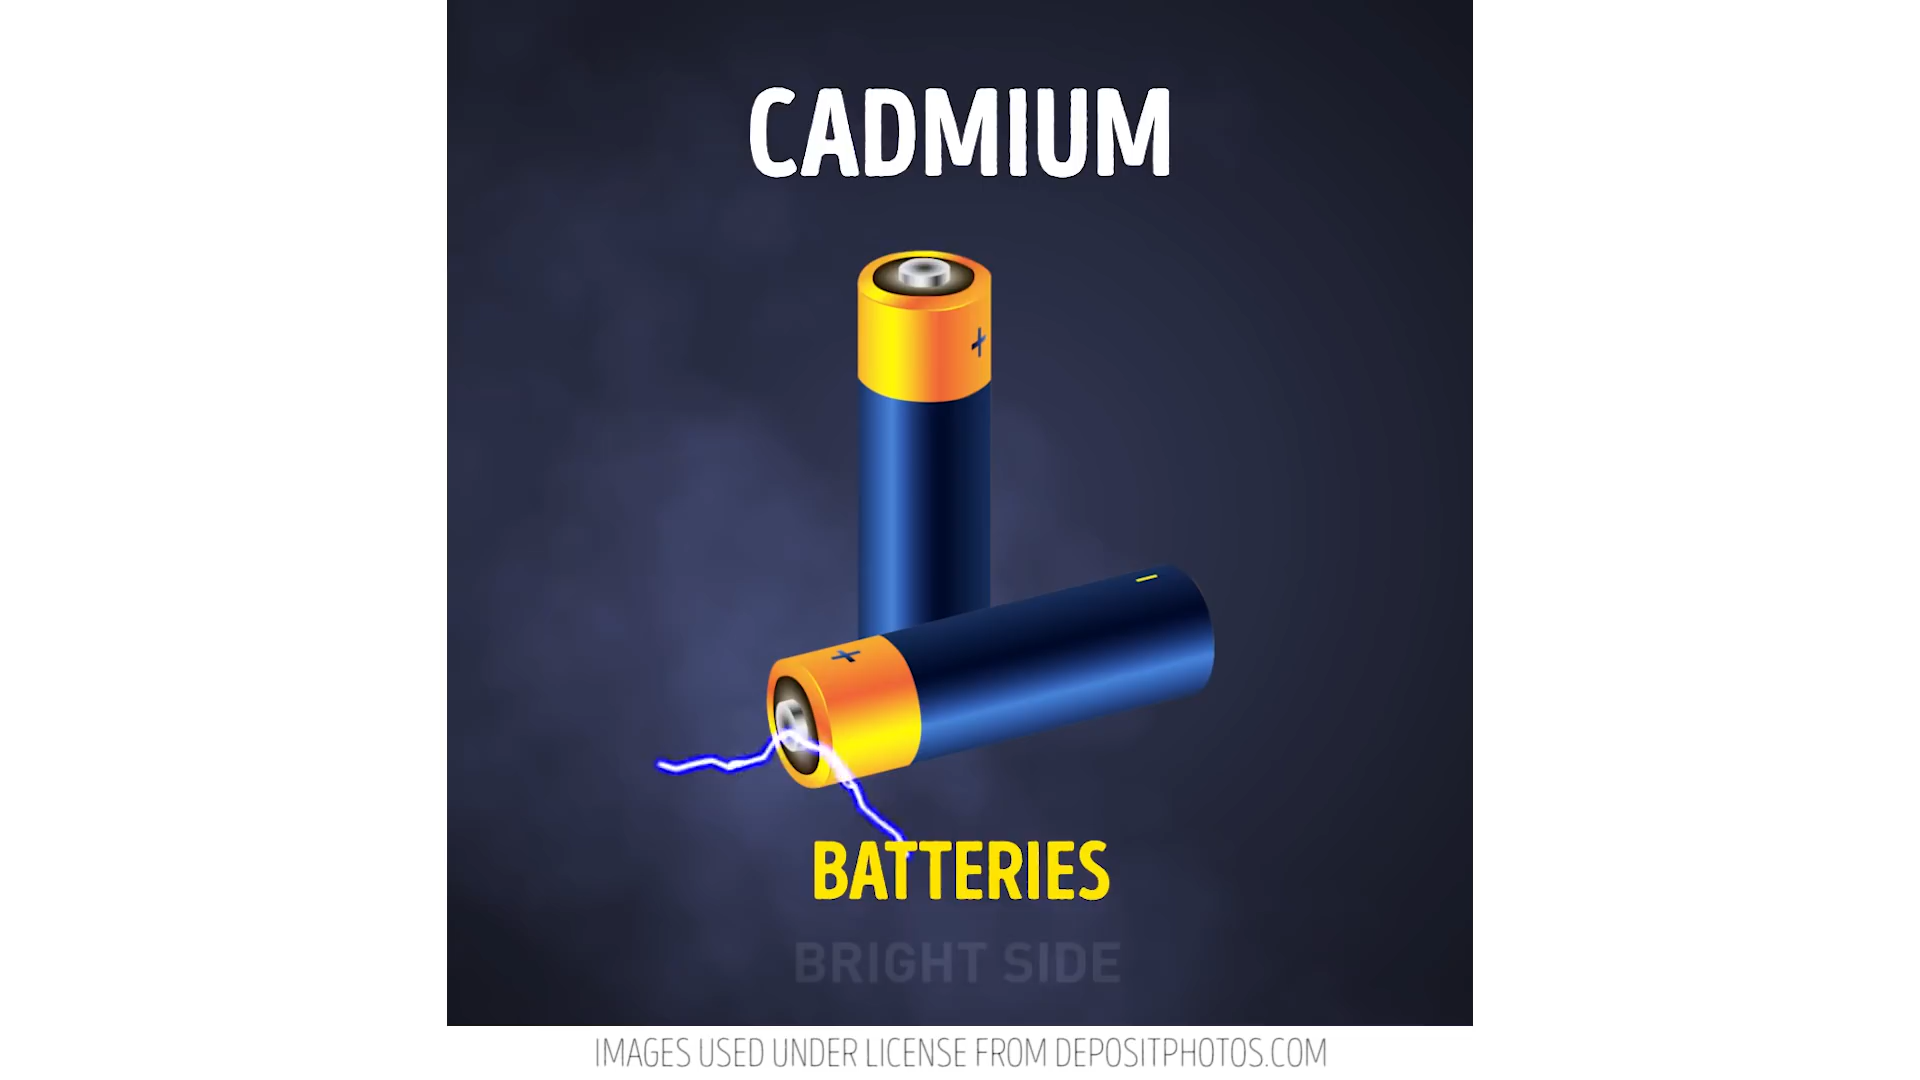 CADMIUM
+
–
+
BATTERIES
BRIGHT SIDE
IMAGES USED UNDER LICENSE FROM DEPOSITPHOTOS.COM